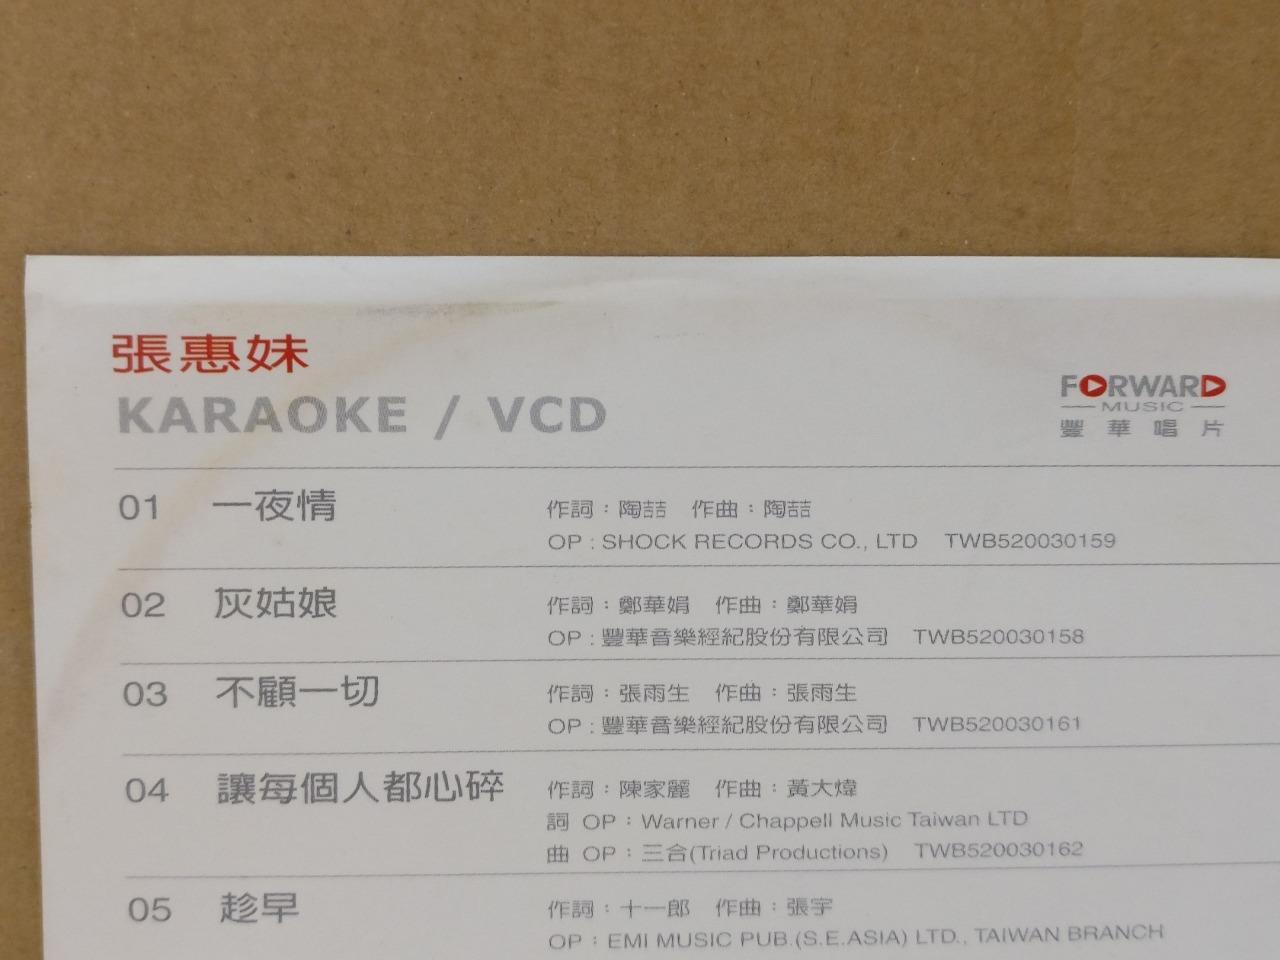 張惠妹
KARAOKE / VCD
FORWARD
MUSIC
豐華唱片
01 一夜情 作詞：陶喆 作曲：陶喆
OP : SHOCK RECORDS CO., LTD TWB520030159
02 灰姑娘 作詞：鄭華娟 作曲：鄭華娟
OP : 豐華音樂經紀股份有限公司 TWB520030158
03 不顧一切 作詞：張雨生 作曲：張雨生
OP : 豐華音樂經紀股份有限公司 TWB520030161
04 讓每個人都心碎 作詞：陳家麗 作曲：黃大煒
詞 OP：Warner / Chappell Music Taiwan LTD
曲 OP：三合(Triad Productions) TWB520030162
05 趁早 作詞：十一郎 作曲：張宇
OP：EMI MUSIC PUB.(S.E.ASIA) LTD., TAIWAN BRANCH